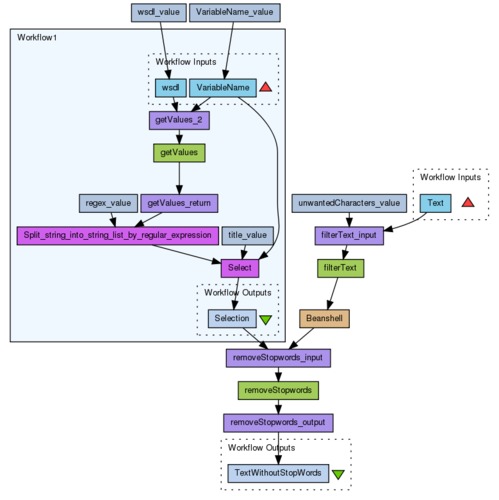 wsdl_value
VariableName_value
Workflow1
Workflow Inputs
wsdl
VariableName
getValues_2
getValues
regex_value
getValues_return
unwantedCharacters_value
Workflow Inputs
Text
Split_string_into_string_list_by_regular_expression
title_value
filterText_input
Select
filterText
Workflow Outputs
Selection
Beanshell
removeStopwords_input
removeStopwords
removeStopwords_output
Workflow Outputs
TextWithoutStopWords